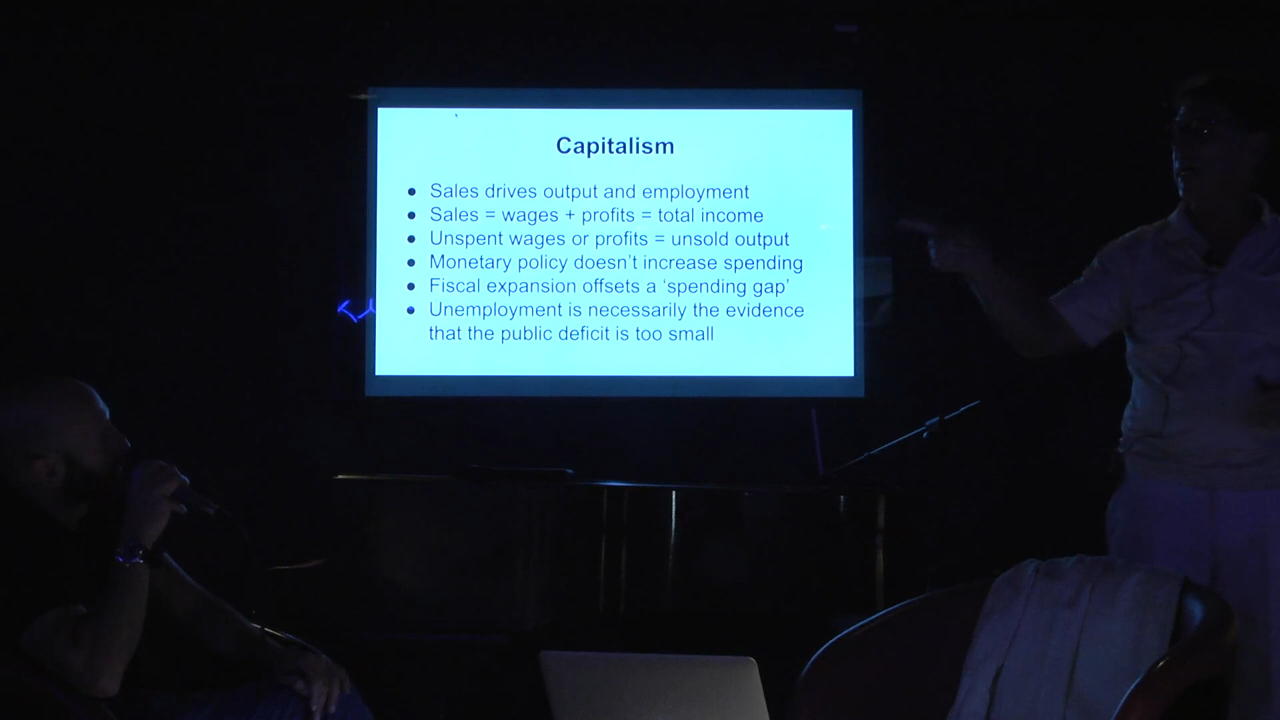 Capitalism
● Sales drives output and employment
● Sales = wages + profits = total income
● Unspent wages or profits = unsold output
● Monetary policy doesn't increase spending
● Fiscal expansion offsets a 'spending gap'
● Unemployment is necessarily the evidence
that the public deficit is too small